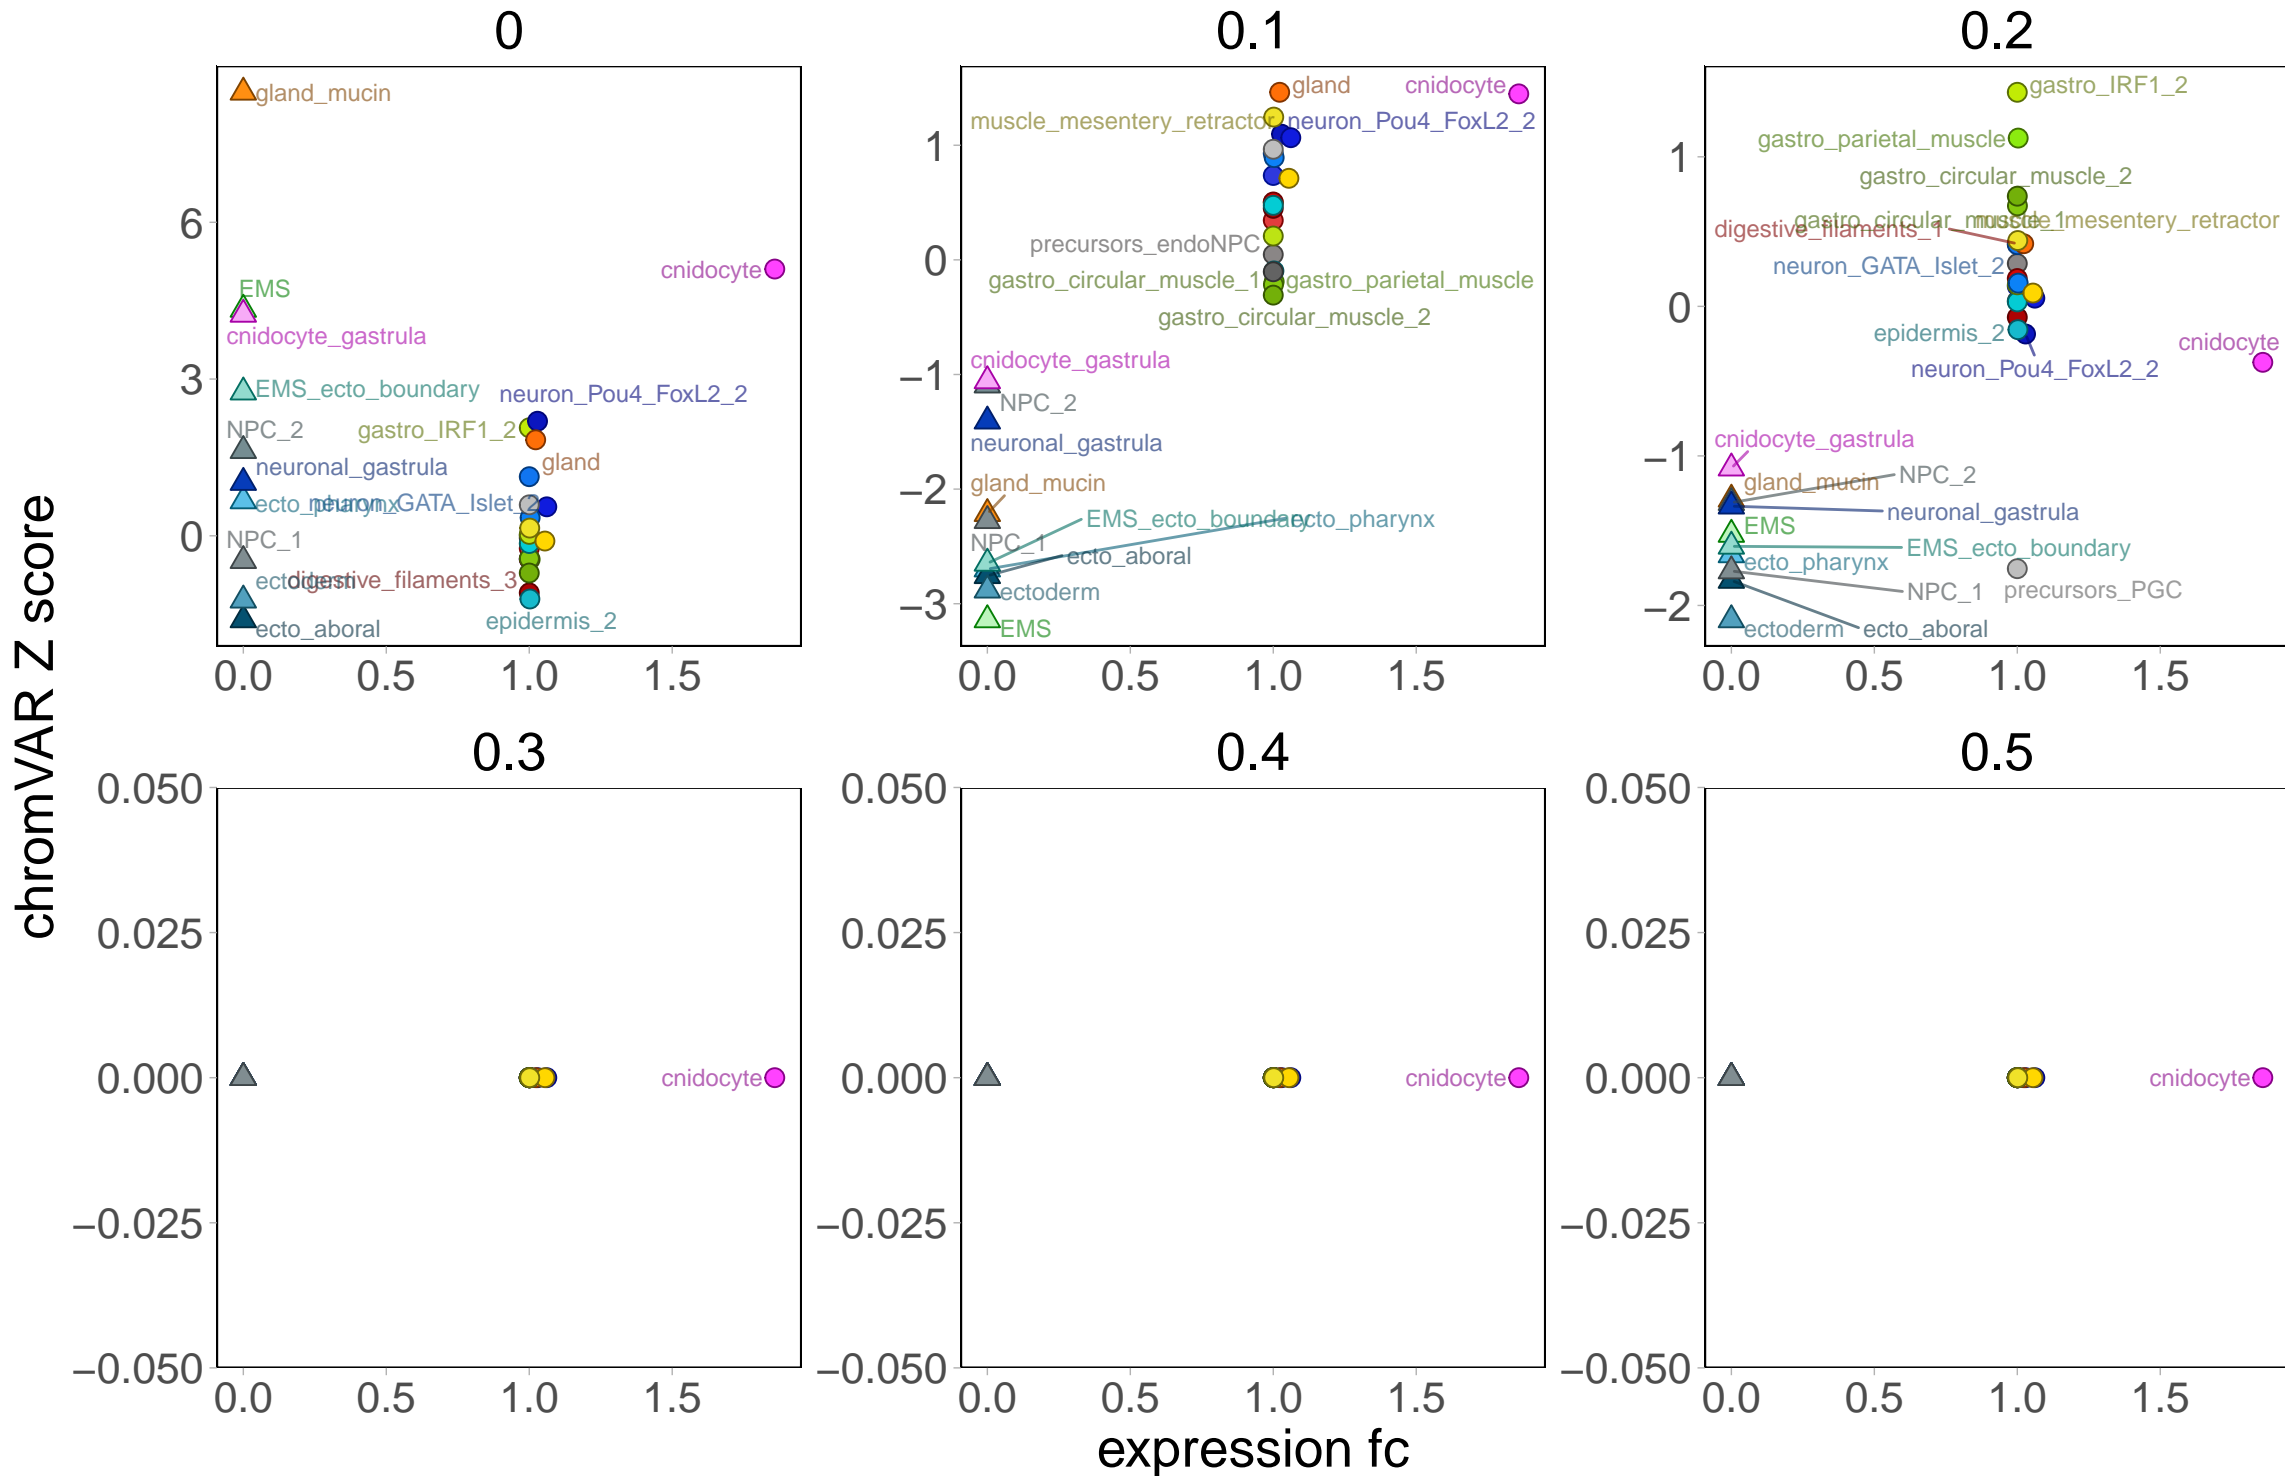 0
0.1
0.2
chromVAR Z score
6
3
0
gland_mucin
cnidocyte
EMS
cnidocyte_gastrula
EMS_ecto_boundary
neuron_Pou4_FoxL2_2
NPC_2
gastro_IRF1_2
gland
neuronal_gastrula
ecto_pharynx
neuron_GATA_Islet_2
NPC_1
ectoderm
digestive_filaments_3
epidermis_2
ecto_aboral
0.0
0.5
1.0
1.5
1
0
−1
−2
−3
gland
cnidocyte
muscle_mesentery_retractor
neuron_Pou4_FoxL2_2
precursors_endoNPC
gastro_circular_muscle_1
gastro_parietal_muscle
gastro_circular_muscle_2
cnidocyte_gastrula
NPC_2
neuronal_gastrula
gland_mucin
EMS_ecto_boundary
ecto_pharynx
NPC_1
ecto_aboral
ectoderm
EMS
0.0
0.5
1.0
1.5
1
0
−1
−2
gastro_IRF1_2
gastro_parietal_muscle
gastro_circular_muscle_2
gastro_circular_muscle_1
muscle_mesentery_retractor
digestive_filaments_1
neuron_GATA_Islet_2
epidermis_2
cnidocyte
neuron_Pou4_FoxL2_2
cnidocyte_gastrula
NPC_2
gland_mucin
neuronal_gastrula
EMS
EMS_ecto_boundary
ecto_pharynx
NPC_1
precursors_PGC
ectoderm
ecto_aboral
0.0
0.5
1.0
1.5
0.3
0.4
0.5
0.050
0.025
0.000
−0.025
−0.050
cnidocyte
0.0
0.5
1.0
1.5
0.050
0.025
0.000
−0.025
−0.050
cnidocyte
0.0
0.5
1.0
1.5
0.050
0.025
0.000
−0.025
−0.050
cnidocyte
0.0
0.5
1.0
1.5
expression fc